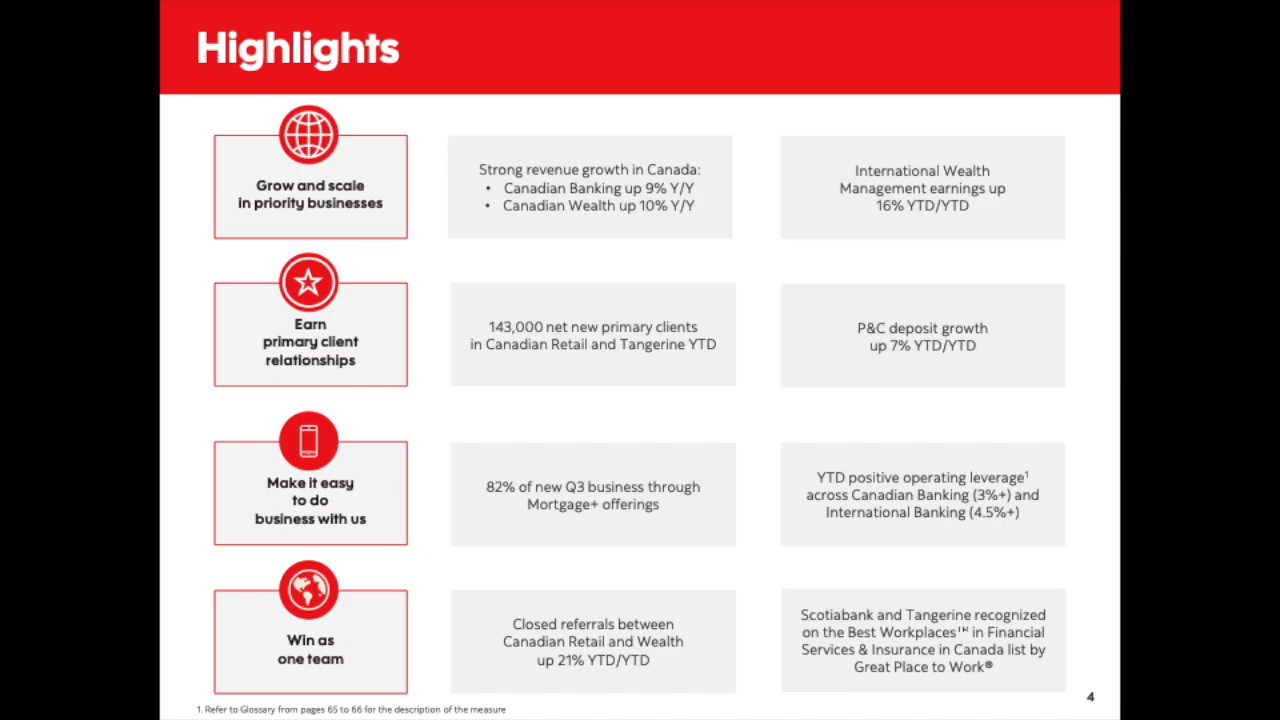 Highlights
Grow and scale
in priority businesses
Strong revenue growth in Canada:
• Canadian Banking up 9% Y/Y
• Canadian Wealth up 10% Y/Y
International Wealth
Management earnings up
16% YTD/YTD
Earn
primary client
relationships
143,000 net new primary clients
in Canadian Retail and Tangerine YTD
P&C deposit growth
up 7% YTD/YTD
Make it easy
to do
business with us
82% of new Q3 business through
Mortgage+ offerings
YTD positive operating leverage¹
across Canadian Banking (3%+) and
International Banking (4.5%+)
Win as
one team
Closed referrals between
Canadian Retail and Wealth
up 21% YTD/YTD
Scotiabank and Tangerine recognized
on the Best Workplaces™ in Financial
Services & Insurance in Canada list by
Great Place to Work®
4
1. Refer to Glossary from pages 65 to 66 for the description of the measure